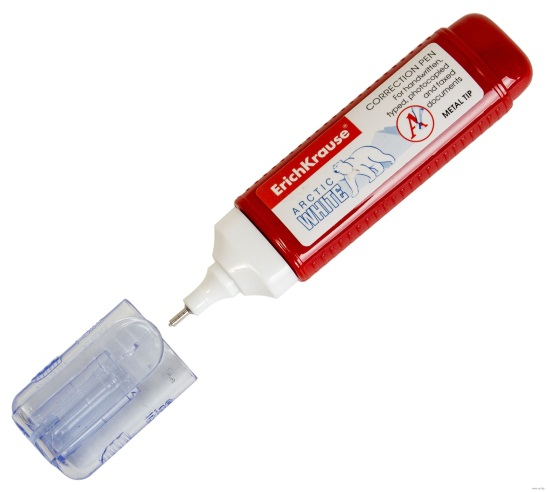 CORRECTION PEN
For handwritten,
typed, photocopied
and faxed
documents
METAL TIP
A
ErichKrause®
ARCTIC
WHITE